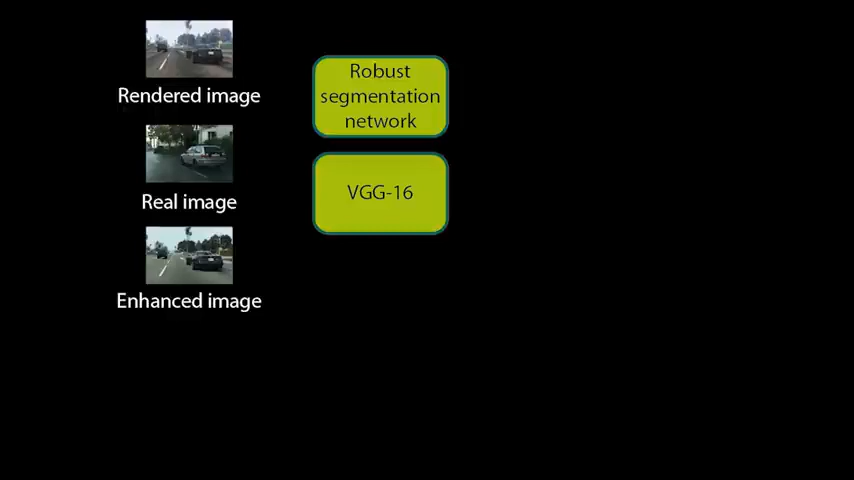 Rendered image
Real image
Enhanced image
Robust
segmentation
network
VGG-16